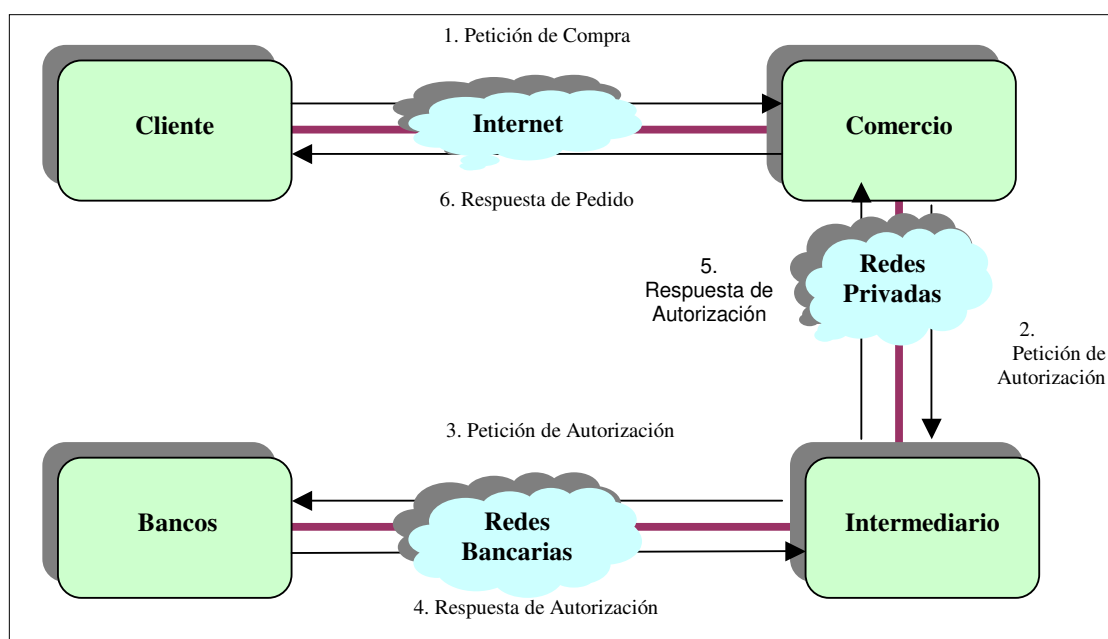 1. Petición de Compra
Cliente
Internet
Comercio
6. Respuesta de Pedido
Redes
Privadas
5.
Respuesta de
Autorización
2.
Petición de
Autorización
3. Petición de Autorización
Bancos
Redes
Bancarias
Intermediario
4. Respuesta de Autorización